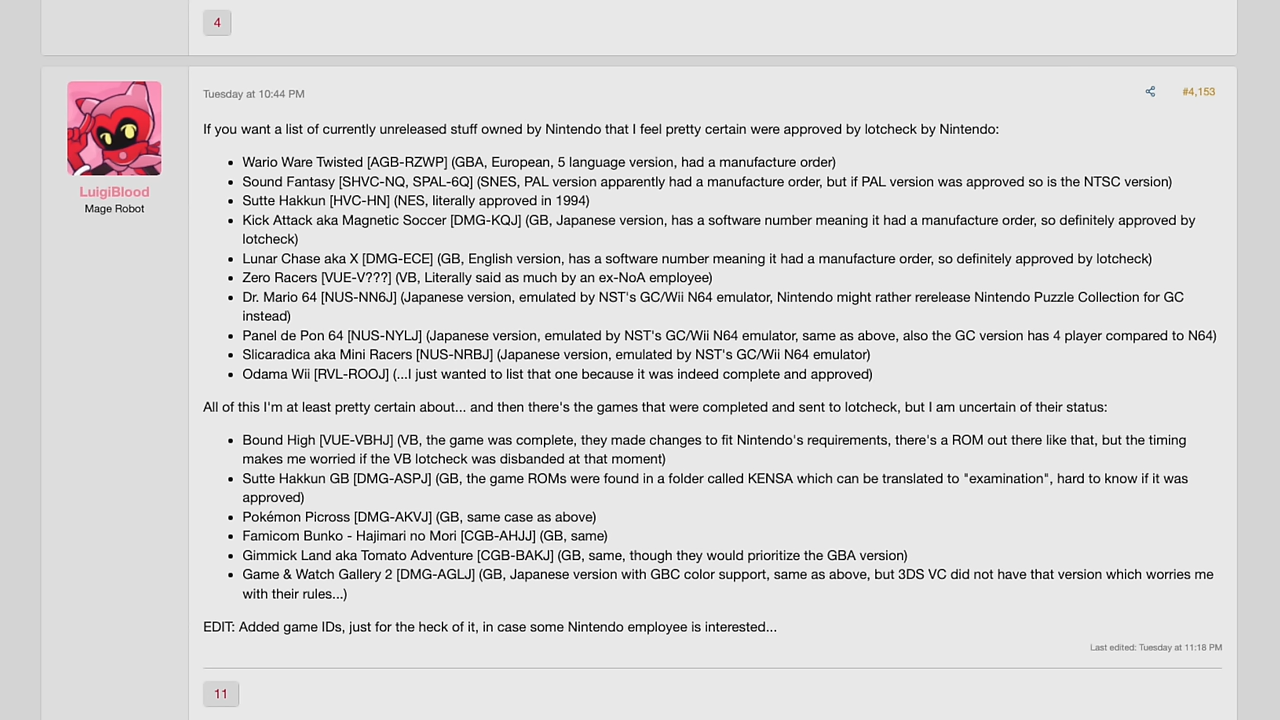 4
Tuesday at 10:44 PM
#4,153
LuigiBlood
Mage Robot
If you want a list of currently unreleased stuff owned by Nintendo that I feel pretty certain were approved by lotcheck by Nintendo:
• Wario Ware Twisted [AGB-RZWP] (GBA, European, 5 language version, had a manufacture order)
• Sound Fantasy [SHVC-NQ, SPAL-6Q] (SNES, PAL version apparently had a manufacture order, but if PAL version was approved so is the NTSC version)
• Sutte Hakkun [HVC-HN] (NES, literally approved in 1994)
• Kick Attack aka Magnetic Soccer [DMG-KQJ] (GB, Japanese version, has a software number meaning it had a manufacture order, so definitely approved by
lotcheck)
• Lunar Chase aka X [DMG-ECE] (GB, English version, has a software number meaning it had a manufacture order, so definitely approved by lotcheck)
• Zero Racers [VUE-V???] (VB, Literally said as much by an ex-NoA employee)
• Dr. Mario 64 [NUS-NN6J] (Japanese version, emulated by NST's GC/Wii N64 emulator, Nintendo might rather rerelease Nintendo Puzzle Collection for GC
instead)
• Panel de Pon 64 [NUS-NYLJ] (Japanese version, emulated by NST's GC/Wii N64 emulator, same as above, also the GC version has 4 player compared to N64)
• Slicaradica aka Mini Racers [NUS-NRBJ] (Japanese version, emulated by NST's GC/Wii N64 emulator)
• Odama Wii [RVL-ROOJ] (...I just wanted to list that one because it was indeed complete and approved)
All of this I'm at least pretty certain about... and then there's the games that were completed and sent to lotcheck, but I am uncertain of their status:
• Bound High [VUE-VBHJ] (VB, the game was complete, they made changes to fit Nintendo's requirements, there's a ROM out there like that, but the timing
makes me worried if the VB lotcheck was disbanded at that moment)
• Sutte Hakkun GB [DMG-ASPJ] (GB, the game ROMs were found in a folder called KENSA which can be translated to "examination", hard to know if it was
approved)
• Pokémon Picross [DMG-AKVJ] (GB, same case as above)
• Famicom Bunko - Hajimari no Mori [CGB-AHJJ] (GB, same)
• Gimmick Land aka Tomato Adventure [CGB-BAKJ] (GB, same, though they would prioritize the GBA version)
• Game & Watch Gallery 2 [DMG-AGLJ] (GB, Japanese version with GBC color support, same as above, but 3DS VC did not have that version which worries me
with their rules...)
EDIT: Added game IDs, just for the heck of it, in case some Nintendo employee is interested...
Last edited: Tuesday at 11:18 PM
11